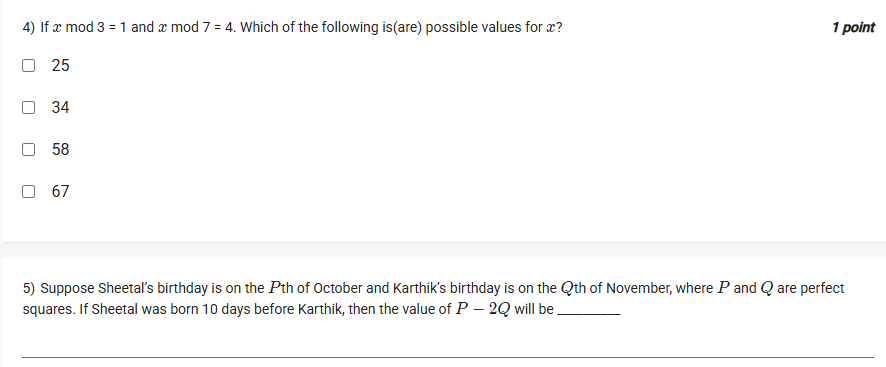 4) If x mod 3 = 1 and x mod 7 = 4. Which of the following is(are) possible values for x?
1 point
25
34
58
67
5) Suppose Sheetal's birthday is on the Pth of October and Karthik's birthday is on the Qth of November, where P and Q are perfect
squares. If Sheetal was born 10 days before Karthik, then the value of P − 2Q will be __________